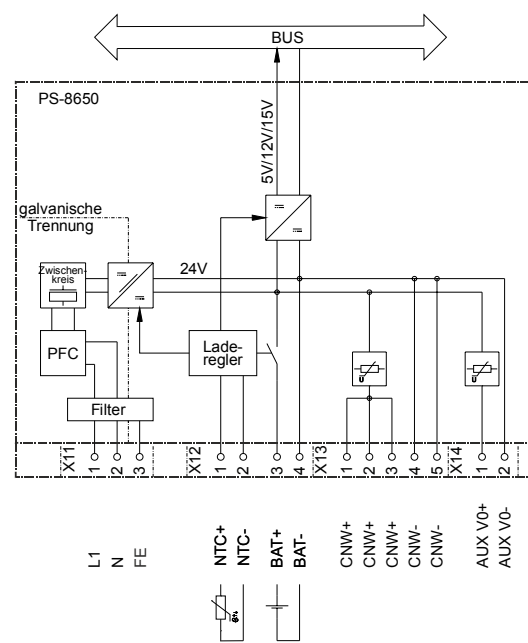 BUS
PS-8650
5V/12V/15V
galvanische
Trennung
24V
Zwischen-
kreis
PFC
Lade-
regler
U
U
Filter
X11
1
2
3
X12
1
2
3
4
X13
1
2
3
4
5
X14
1
2
L1
N
FE
NTC+
NTC-
BAT+
BAT-
CNW+
CNW+
CNW+
CNW-
CNW-
AUX V0+
AUX V0-